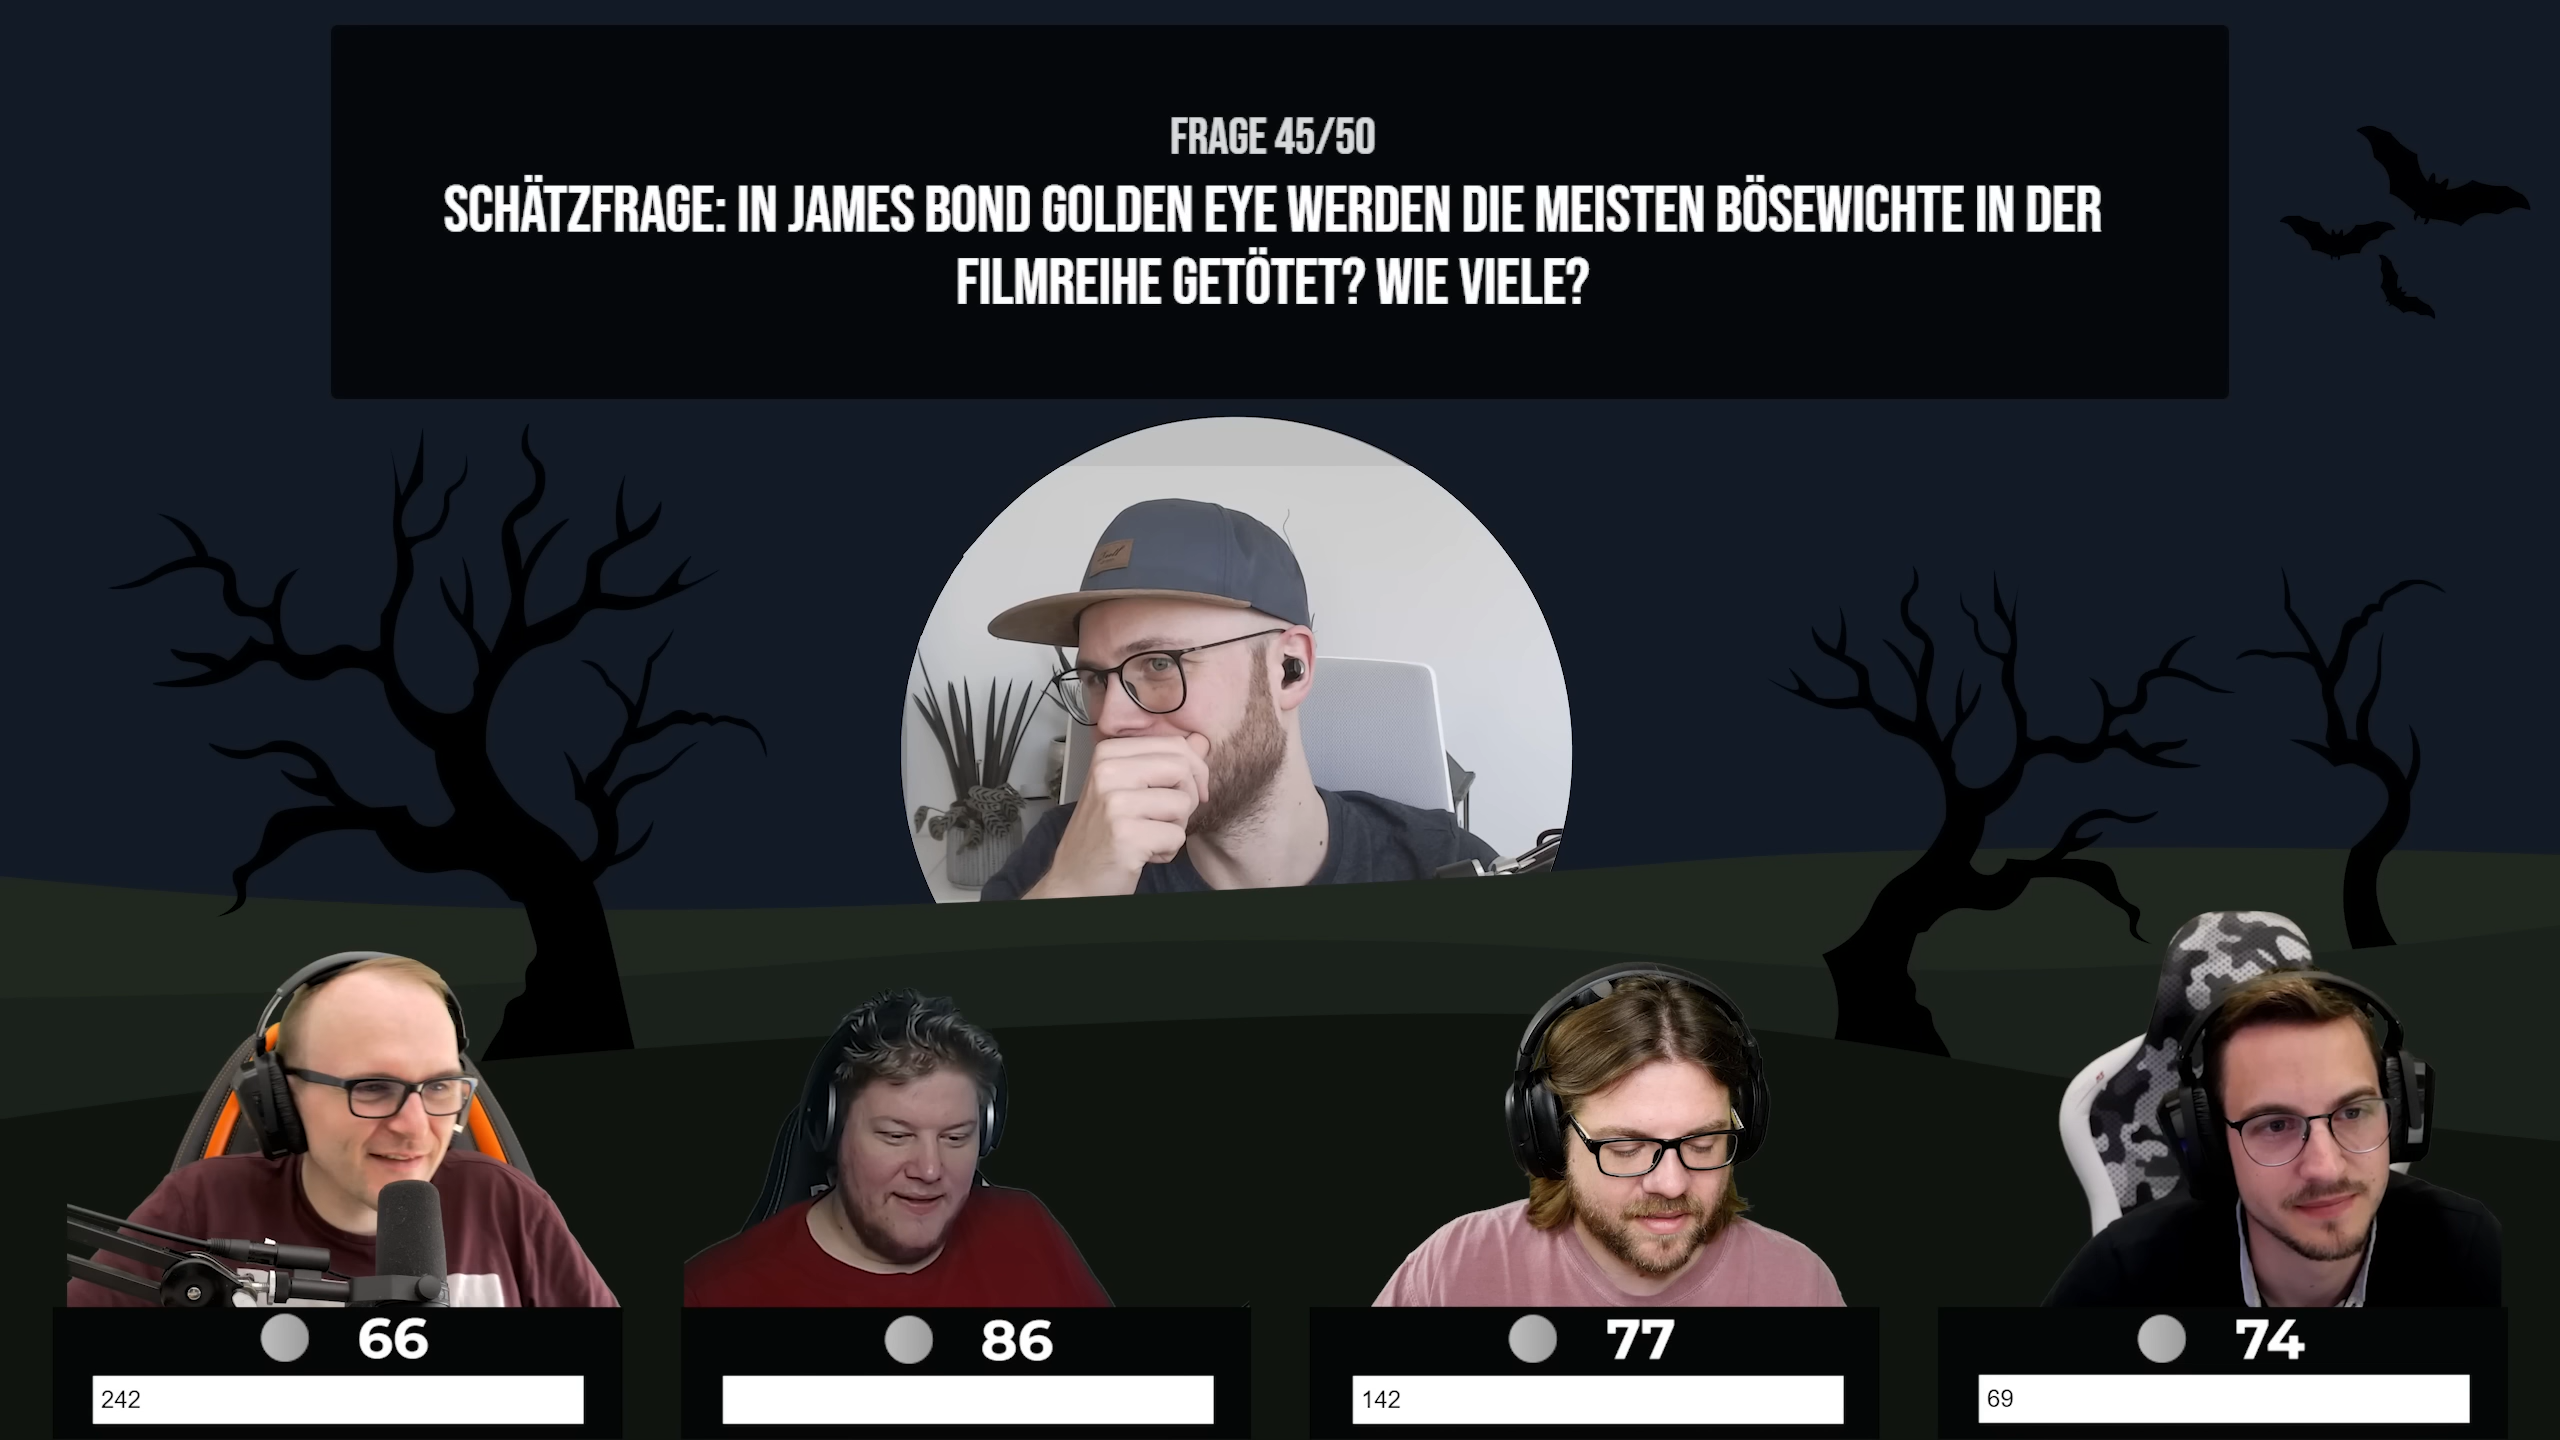 FRAGE 45/50
SCHÄTZFRAGE: IN JAMES BOND GOLDEN EYE WERDEN DIE MEISTEN BÖSEWICHTE IN DER
FILMREIHE GETÖTET? WIE VIELE?
66
86
77
74
242
142
69